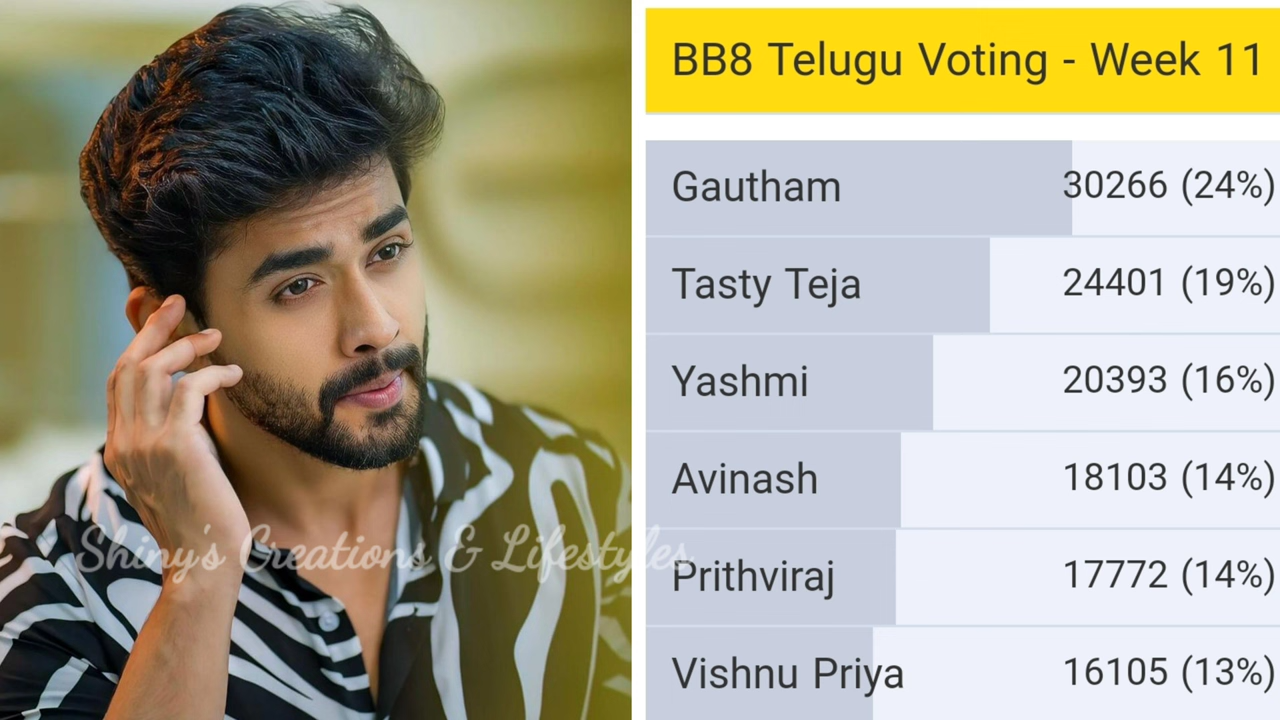 BB8 Telugu Voting - Week 11
Gautham 30266 (24%)
Tasty Teja 24401 (19%)
Yashmi 20393 (16%)
Avinash 18103 (14%)
Shiny's Creations & Lifestyles
Prithviraj 17772 (14%)
Vishnu Priya 16105 (13%)